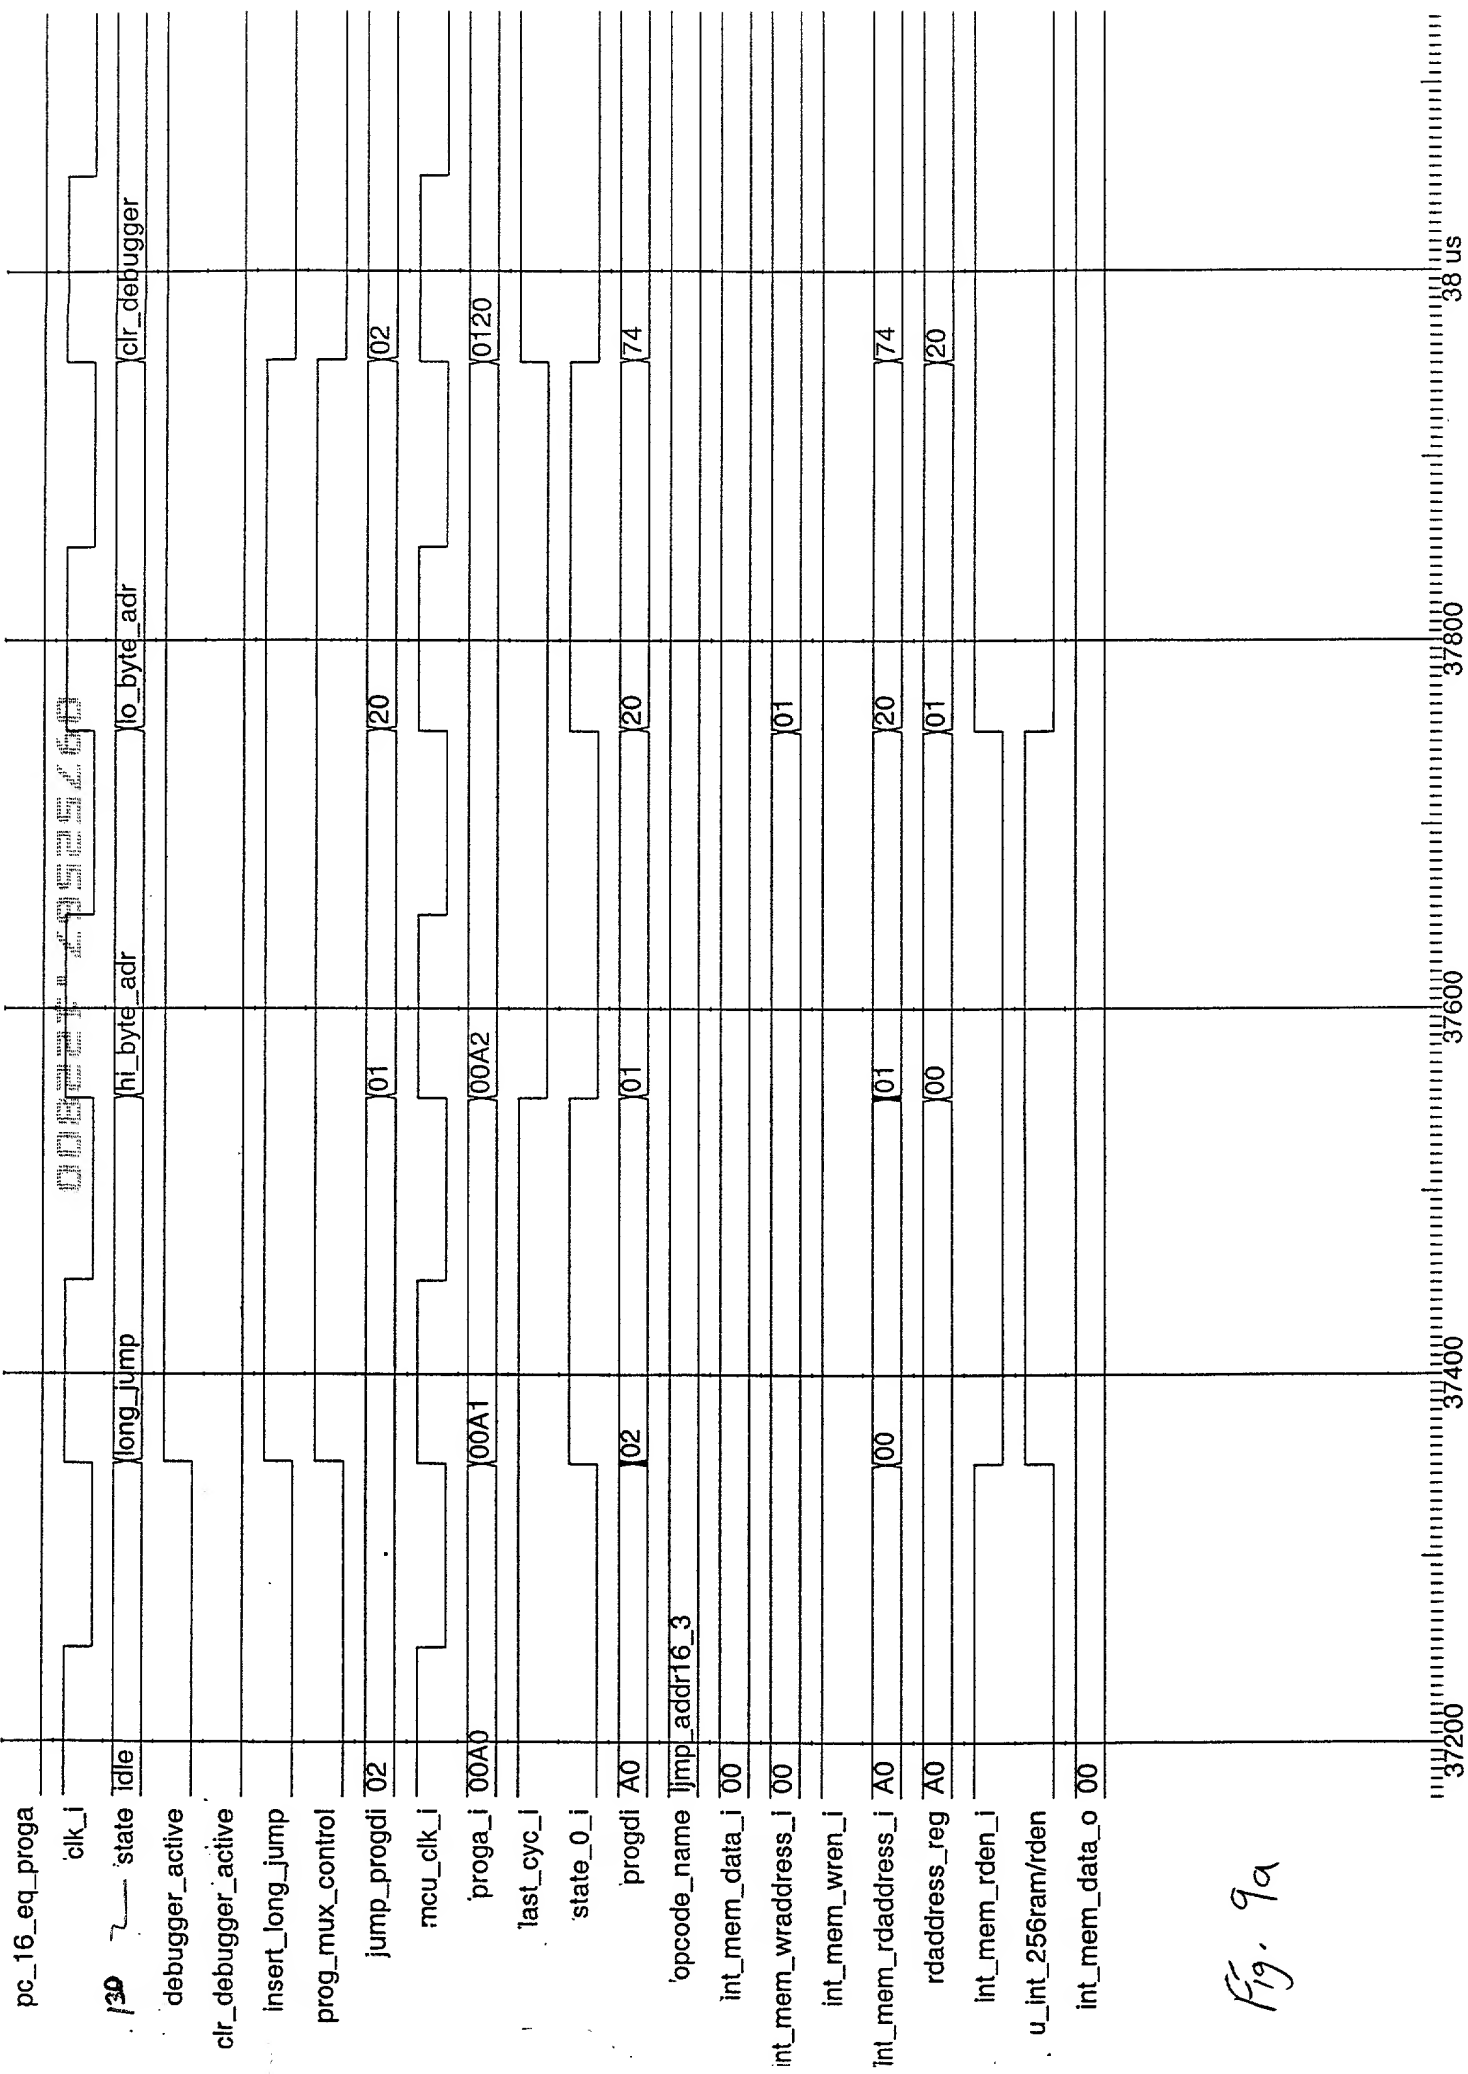 pc_16_eq_proga
clk_i
130 state idle long_jump hi_byte_adr lo_byte_adr clr_debugger
debugger_active
clr_debugger_active
insert_long_jump
prog_mux_control
jump_progdi 02 01 20 02
mcu_clk_i
proga_i 00A0 00A1 00A2 0120
last_cyc_i
state_0_i
progdi A0 02 01 20 74
opcode_name ljmp_addr16_3
int_mem_data_i 00
int_mem_wraddress_i 00 01
int_mem_wren_i
int_mem_rdaddress_i A0 00 01 20 74
rdaddress_reg A0 00 01 20
int_mem_rden_i
u_int_256ram/rden
int_mem_data_o 00
37200 37400 37600 37800 38 us
Fig. 9a